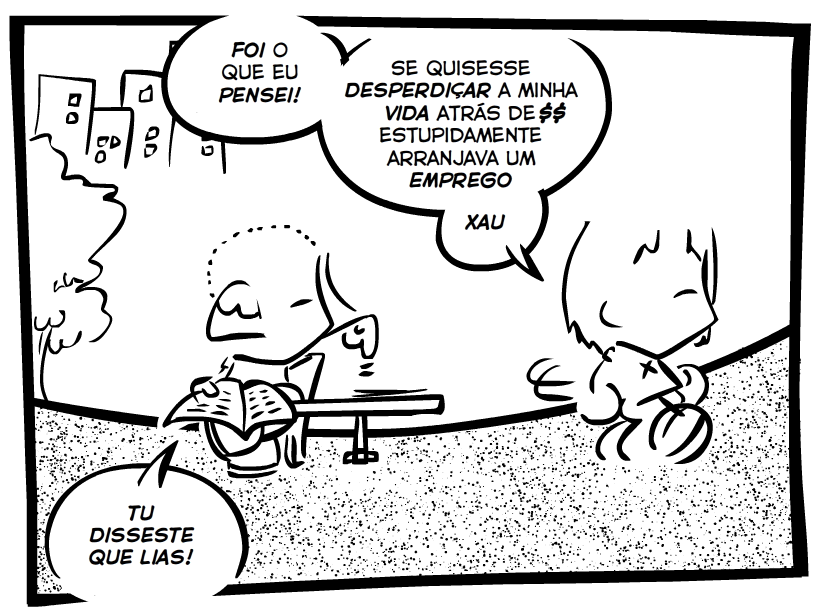 FOI O
QUE EU
PENSEI!
SE QUISESSE
DESPERDIÇAR A MINHA
VIDA ATRÁS DE $$
ESTUPIDAMENTE
ARRANJAVA UM
EMPREGO
XAU
TU
DISSESTE
QUE LIAS!